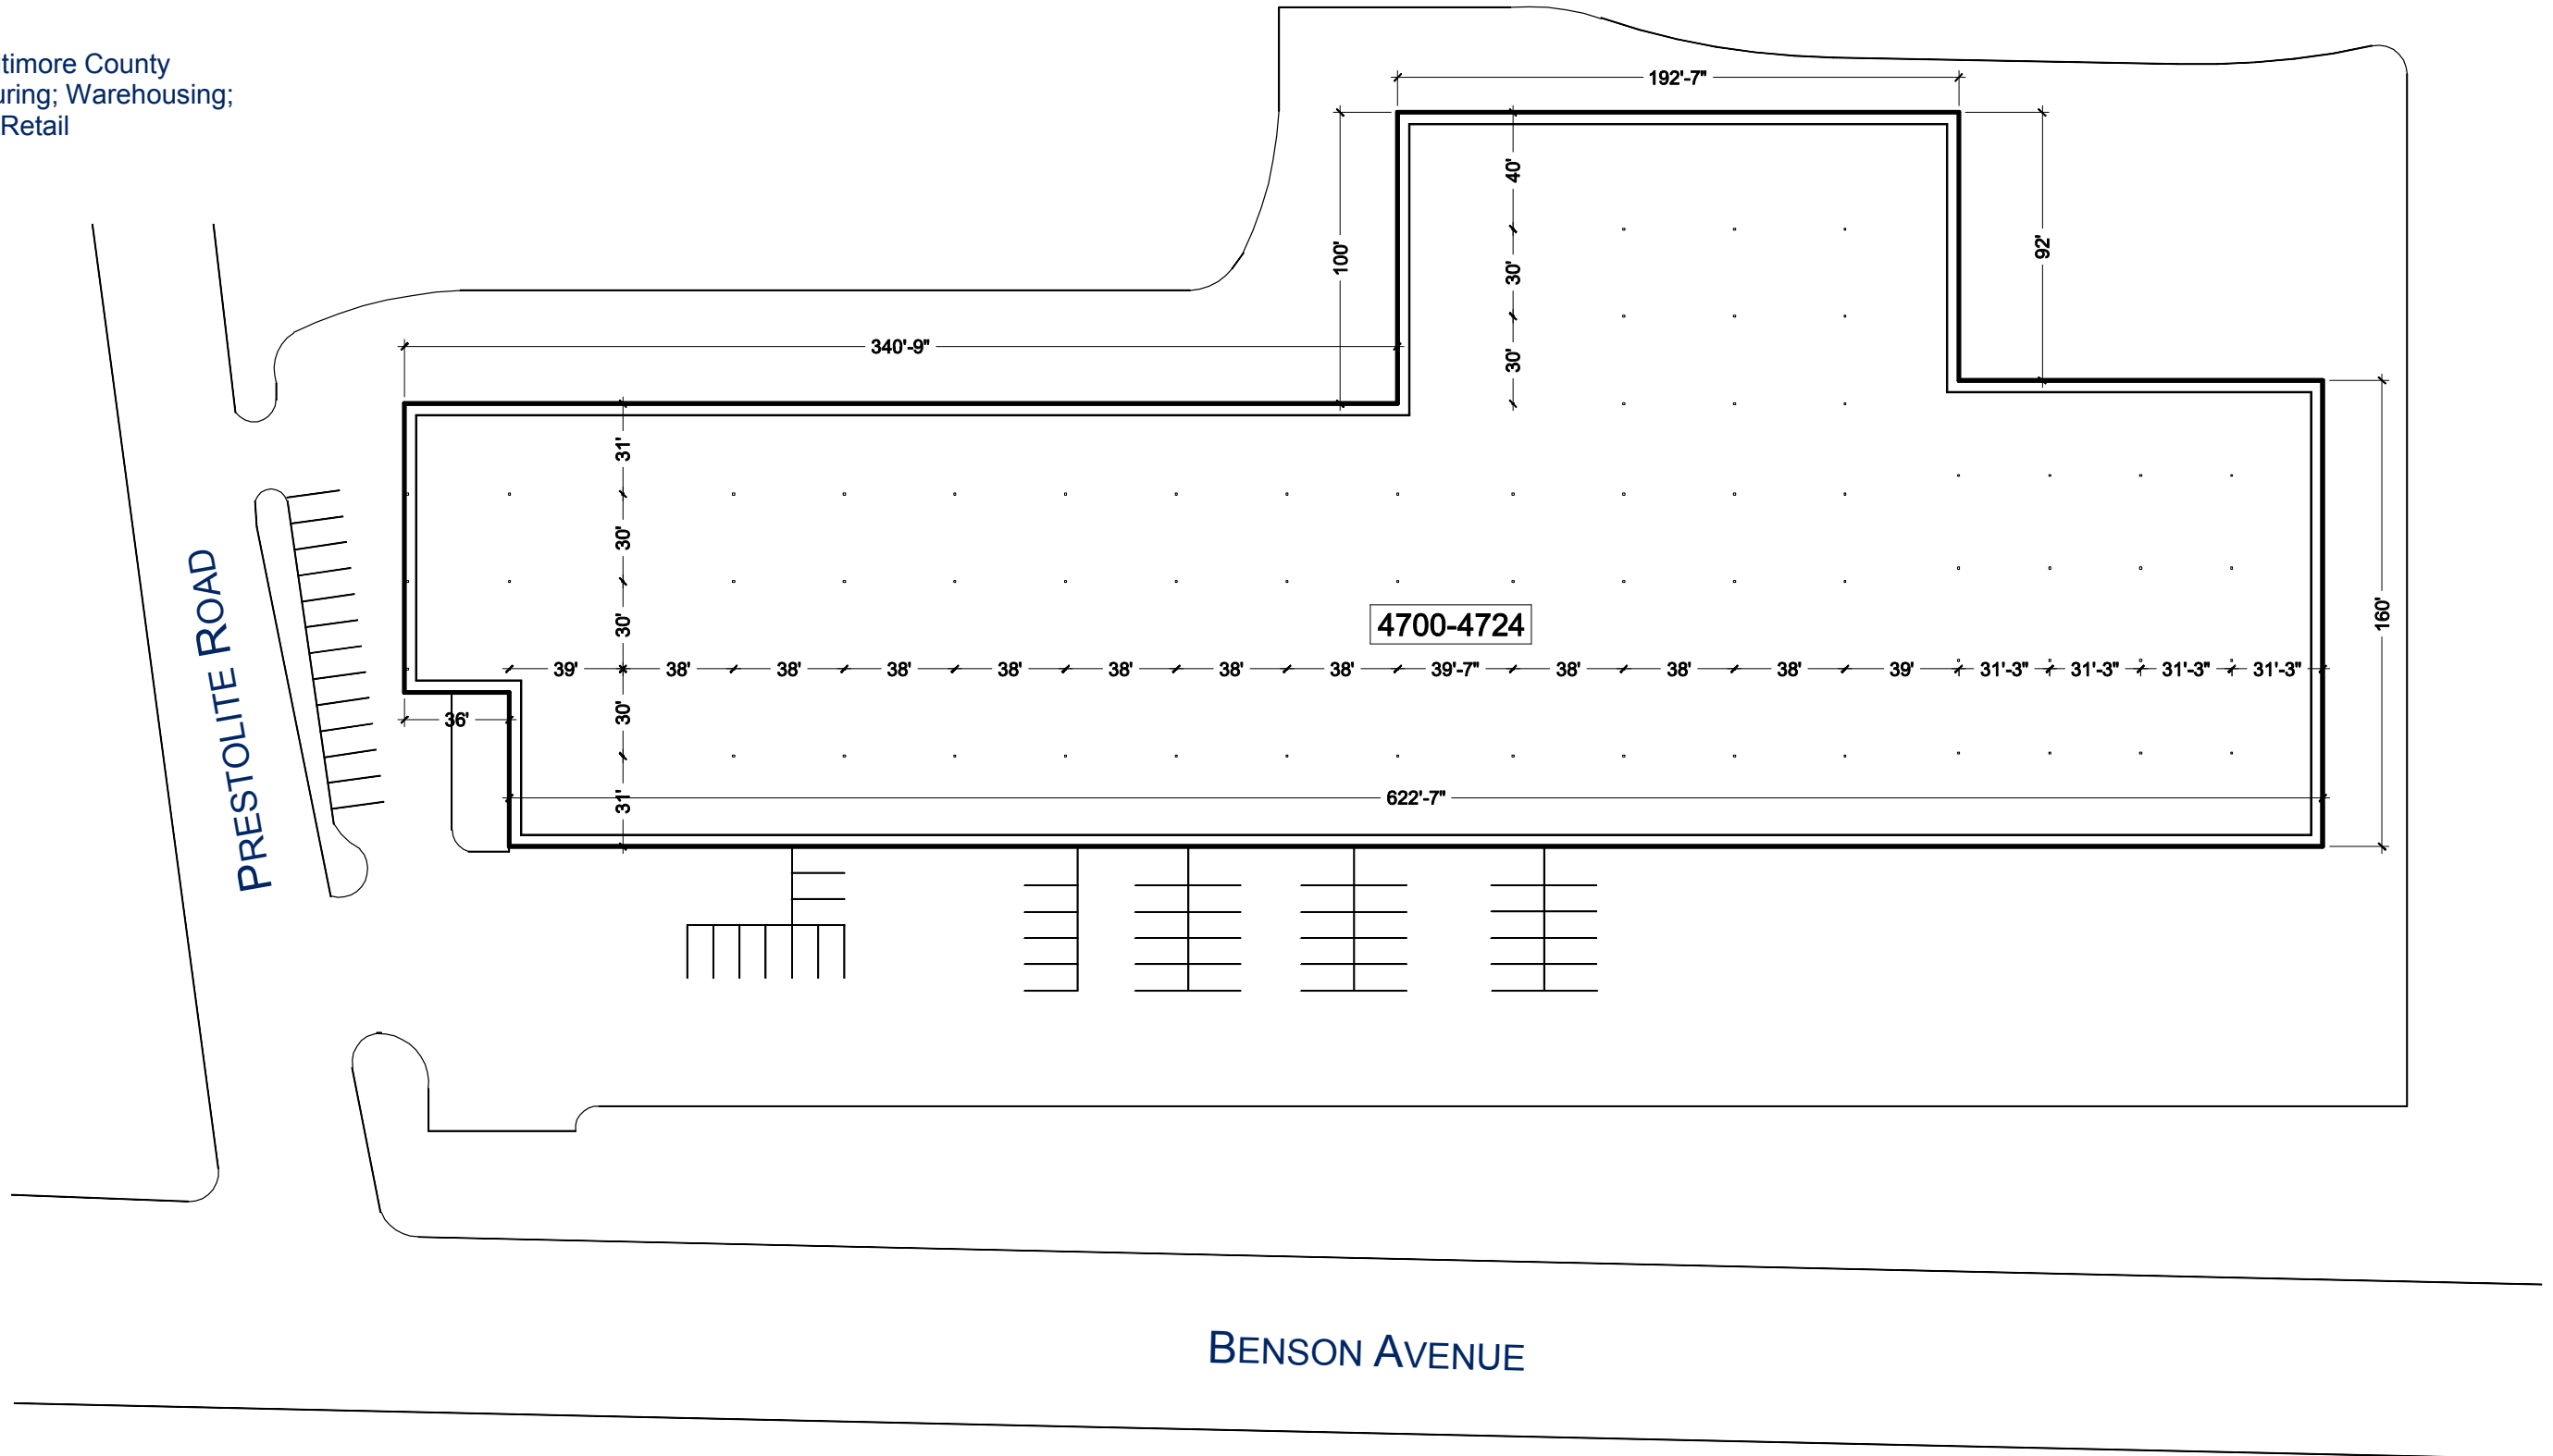 timore County
uring; Warehousing;
Retail
192'-7"
40'
30'
30'
100'
92'
340'-9"
31'
30'
30'
30'
31'
160'
4700-4724
39' 38' 38' 38' 38' 38' 38' 38' 39'-7" 38' 38' 38' 39' 31'-3" 31'-3" 31'-3" 31'-3"
36'
622'-7"
PRESTOLITE ROAD
BENSON AVENUE